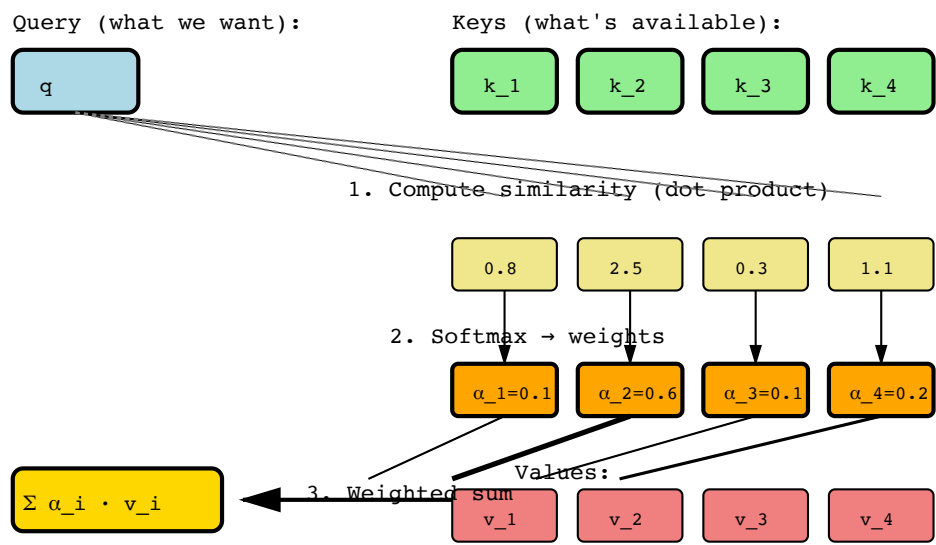 Query (what we want):
Keys (what's available):
q
k_1
k_2
k_3
k_4
1. Compute similarity (dot product)
0.8
2.5
0.3
1.1
2. Softmax → weights
α_1=0.1
α_2=0.6
α_3=0.1
α_4=0.2
Values:
3. Weighted sum
Σ α_i · v_i
v_1
v_2
v_3
v_4